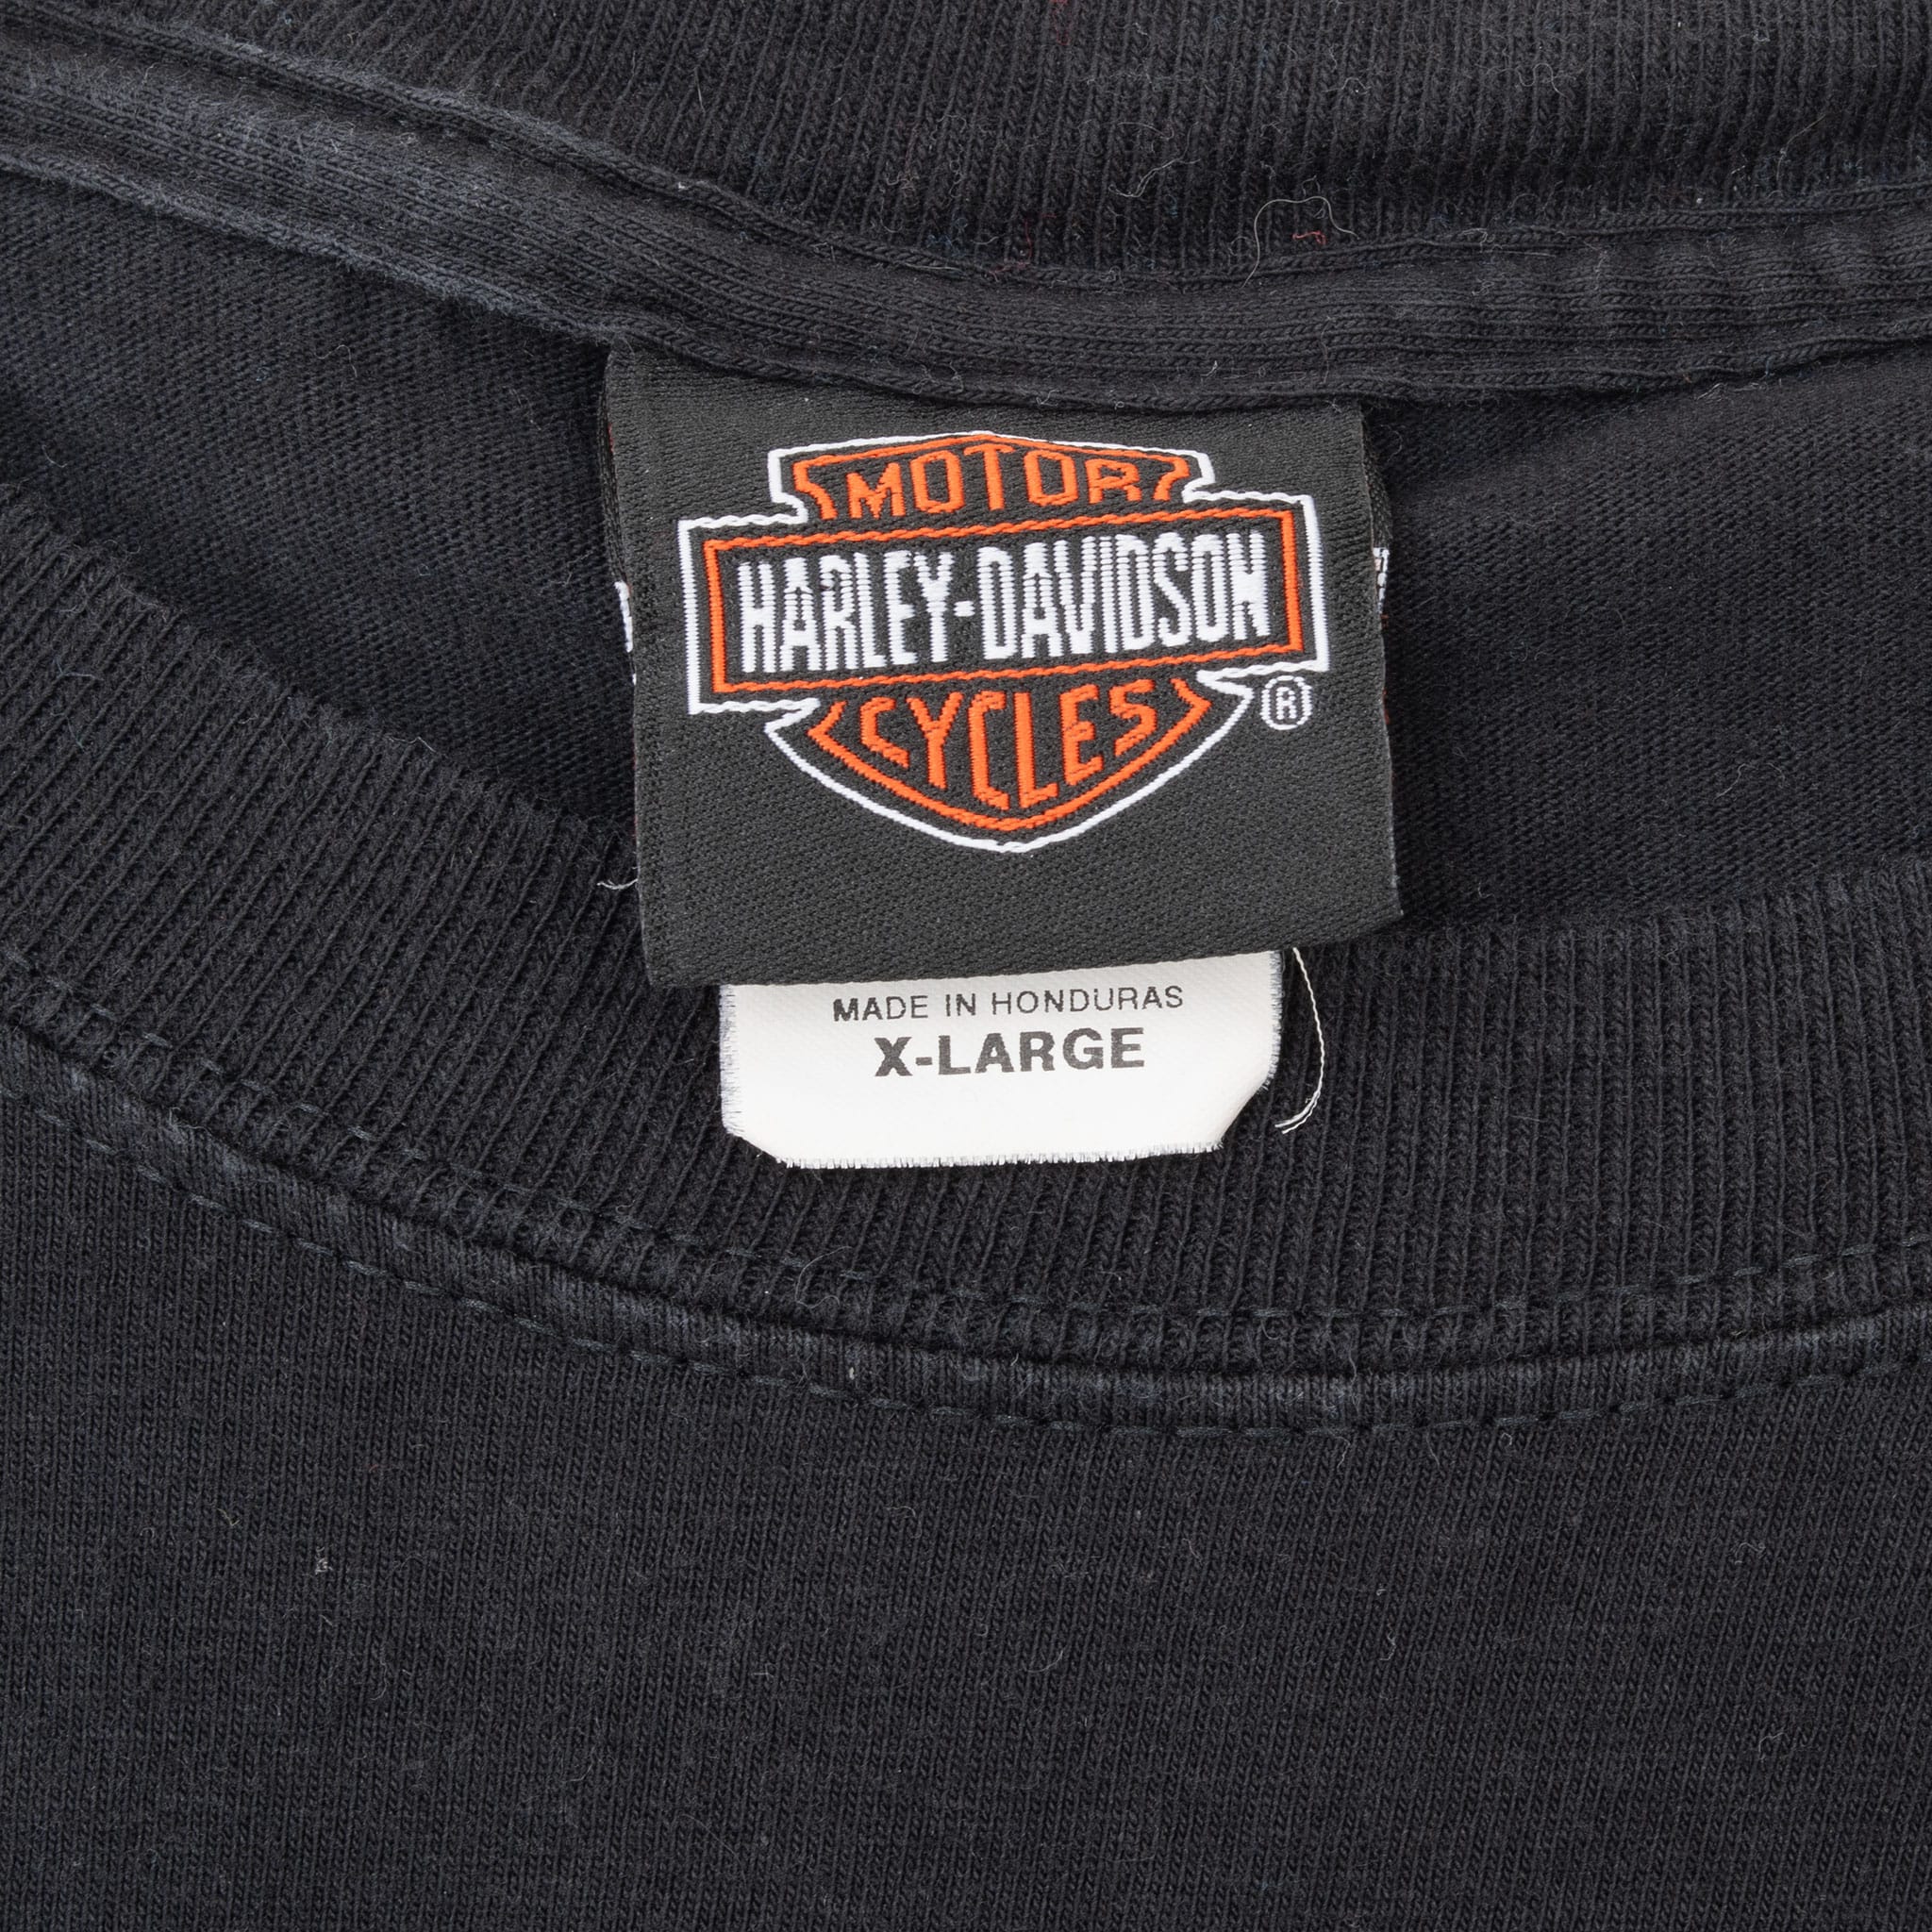 MOTOR
HARLEY-DAVIDSON
CYCLES
®
MADE IN HONDURAS
X-LARGE